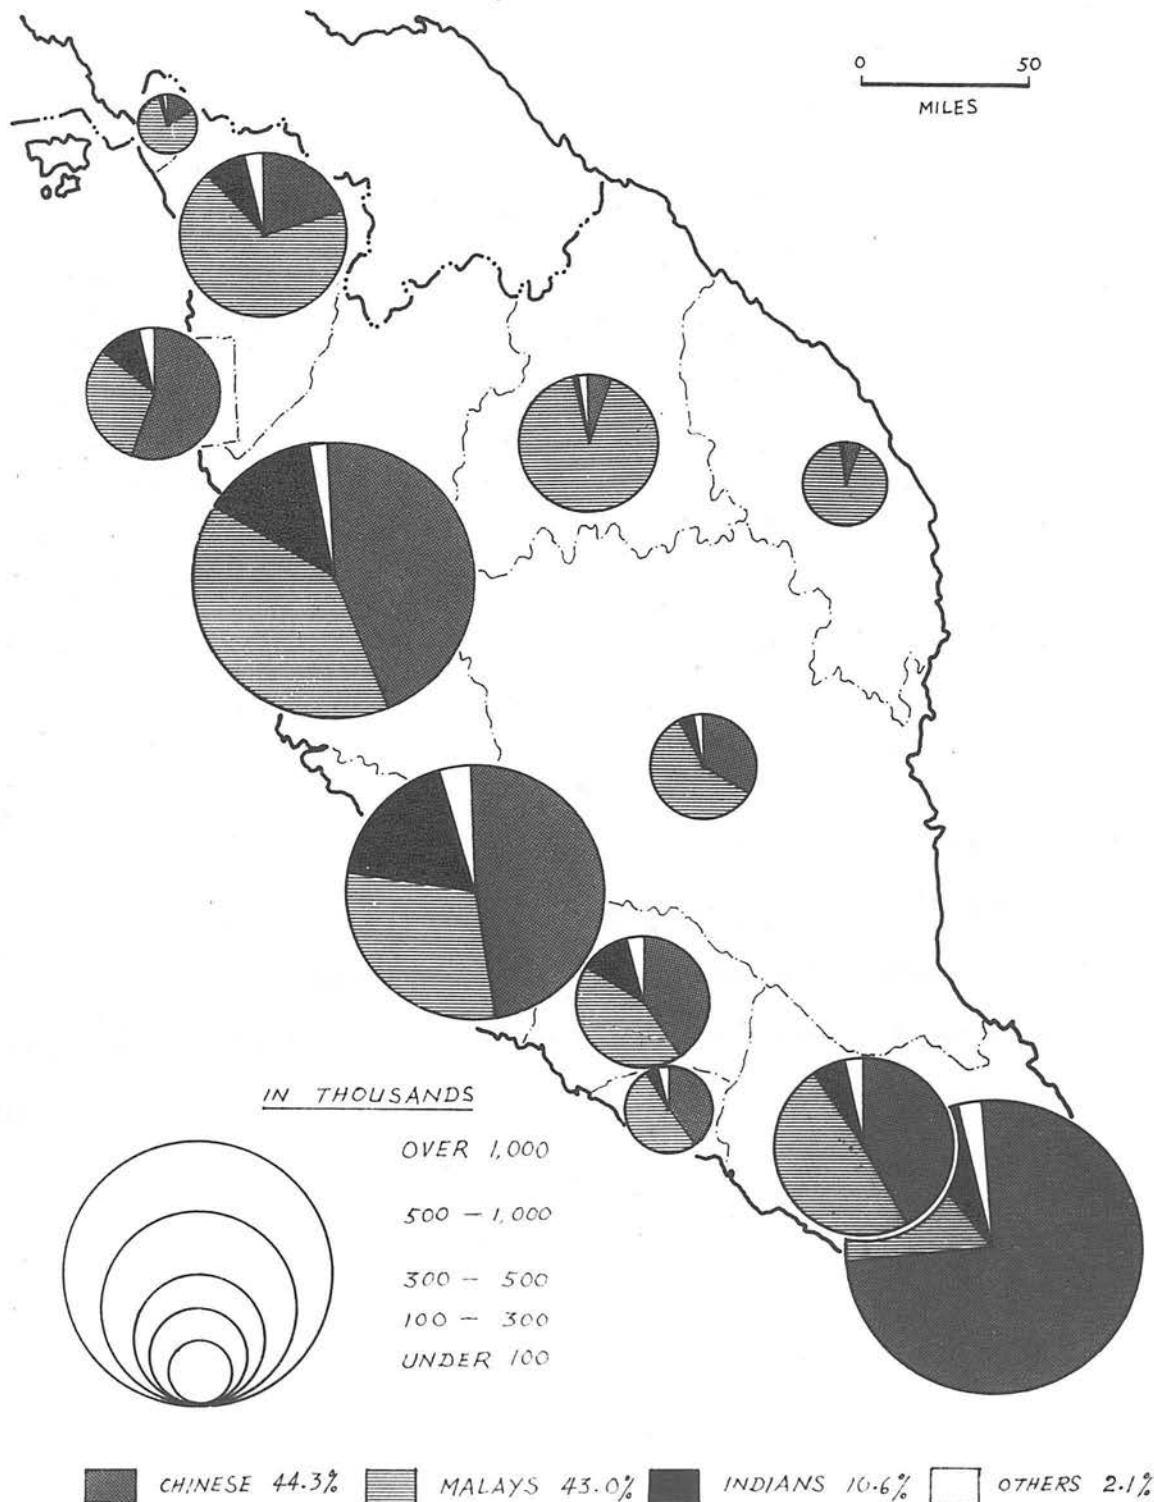 0 50
MILES
IN THOUSANDS
OVER 1,000
500 - 1,000
300 - 500
100 - 300
UNDER 100
CHINESE 44.3% MALAYS 43.0% INDIANS 10.6% OTHERS 2.1%